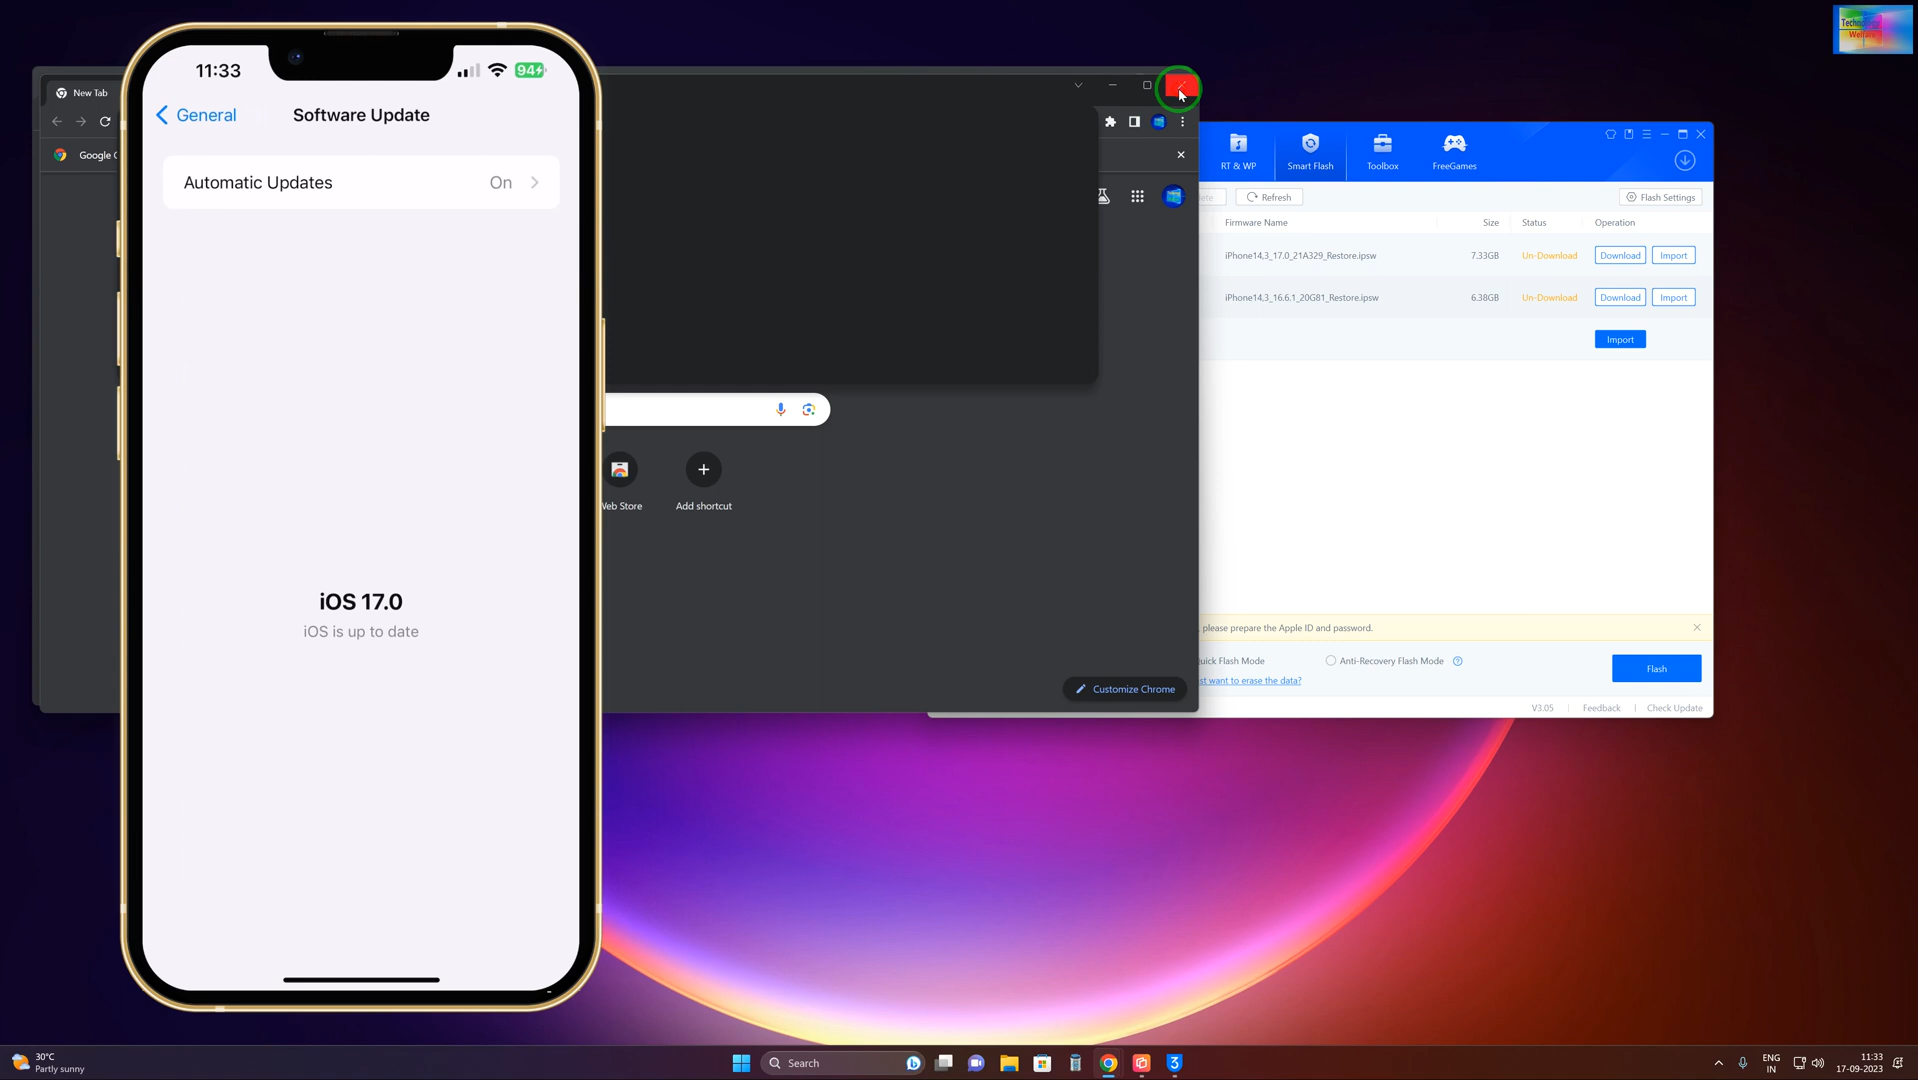 Technology
Welfare
11:33
94
General
Software Update
Automatic Updates
On
iOS 17.0
iOS is up to date
New Tab
Google
Web Store
Add shortcut
Customize Chrome
RT & WP
Smart Flash
Toolbox
FreeGames
Refresh
Flash Settings
Firmware Name
Size
Status
Operation
iPhone14,3_17.0_21A329_Restore.ipsw
7.33GB
Un-Download
Download
Import
iPhone14,3_16.6.1_20G81_Restore.ipsw
6.38GB
Un-Download
Download
Import
Import
, please prepare the Apple ID and password.
uick Flash Mode
Anti-Recovery Flash Mode
Flash
st want to erase the data?
V3.05
Feedback
Check Update
30°C
Partly sunny
Search
3
ENG
IN
11:33
17-09-2023